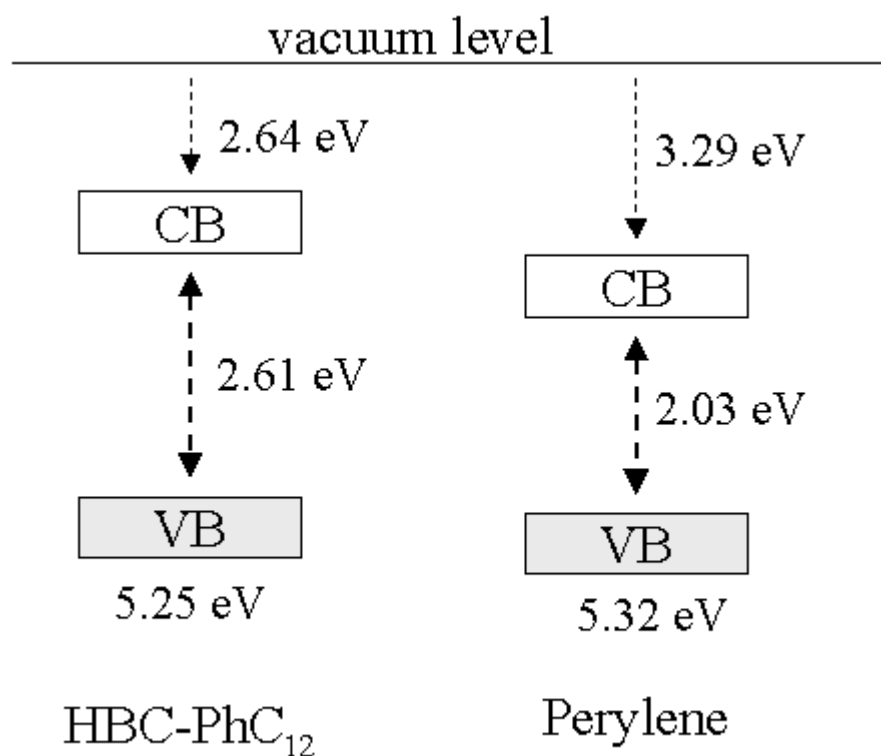 vacuum level
2.64 eV
3.29 eV
CB
CB
2.61 eV
2.03 eV
VB
VB
5.25 eV
5.32 eV
HBC-PhC₁₂
Perylene